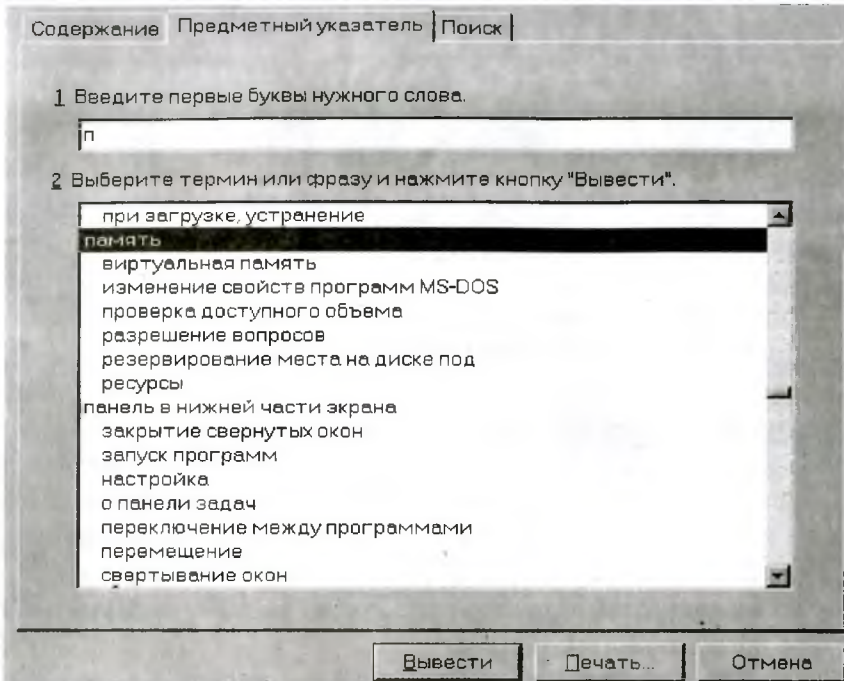 Содержание Предметный указатель Поиск
1 Введите первые буквы нужного слова.
п
2 Выберите термин или фразу и нажмите кнопку "Вывести".
при загрузке, устранение
память
виртуальная память
изменение свойств программ MS-DOS
проверка доступного объема
разрешение вопросов
резервирование места на диске под
ресурсы
панель в нижней части экрана
закрытие свернутых окон
запуск программ
настройка
о панели задач
переключение между программами
перемещение
свертывание окон
Вывести Печать... Отмена